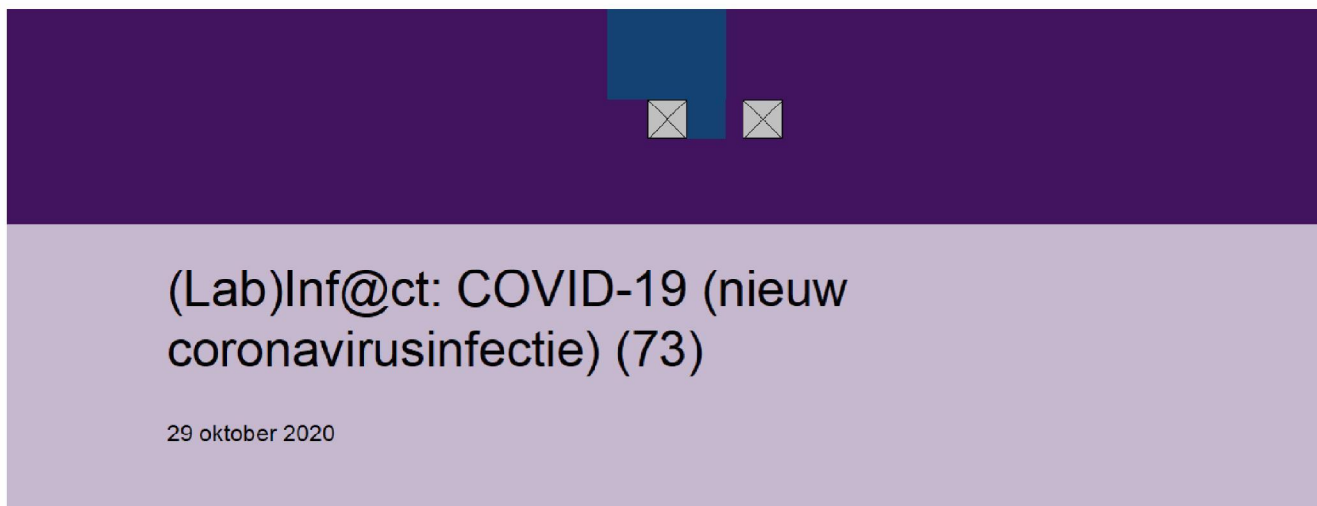 (Lab)Inf@ct: COVID-19 (nieuw
coronavirusinfectie) (73)
29 oktober 2020